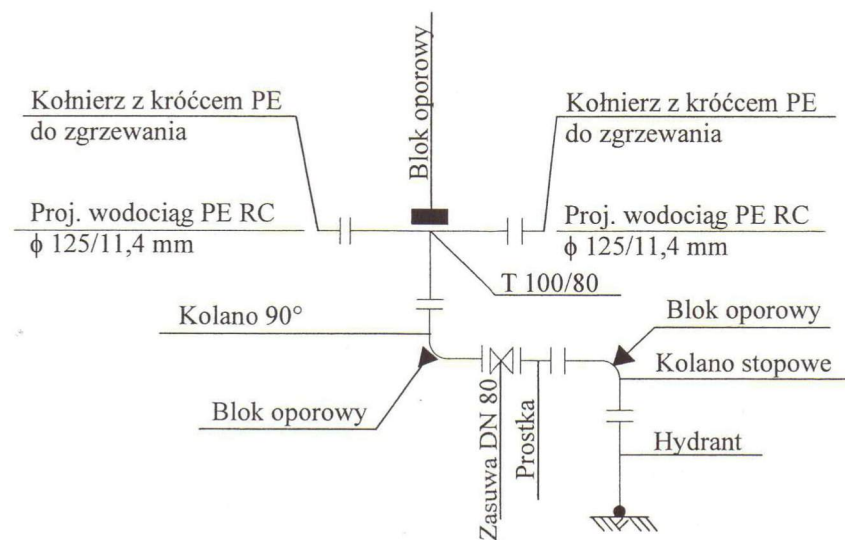 Blok oporowy
Kołnierz z króćcem PE
do zgrzewania
Kołnierz z króćcem PE
do zgrzewania
Proj. wodociąg PE RC
ϕ 125/11,4 mm
Proj. wodociąg PE RC
ϕ 125/11,4 mm
T 100/80
Kolano 90°
Blok oporowy
Kolano stopowe
Blok oporowy
Zasuwa DN 80
Prostka
Hydrant